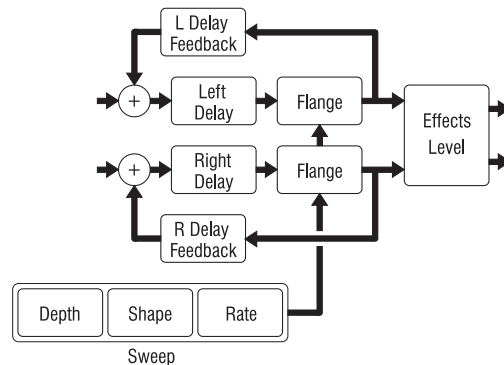 L Delay
Feedback
+
Left
Delay
Flange
Effects
Level
+
Right
Delay
Flange
R Delay
Feedback
Depth
Shape
Rate
Sweep